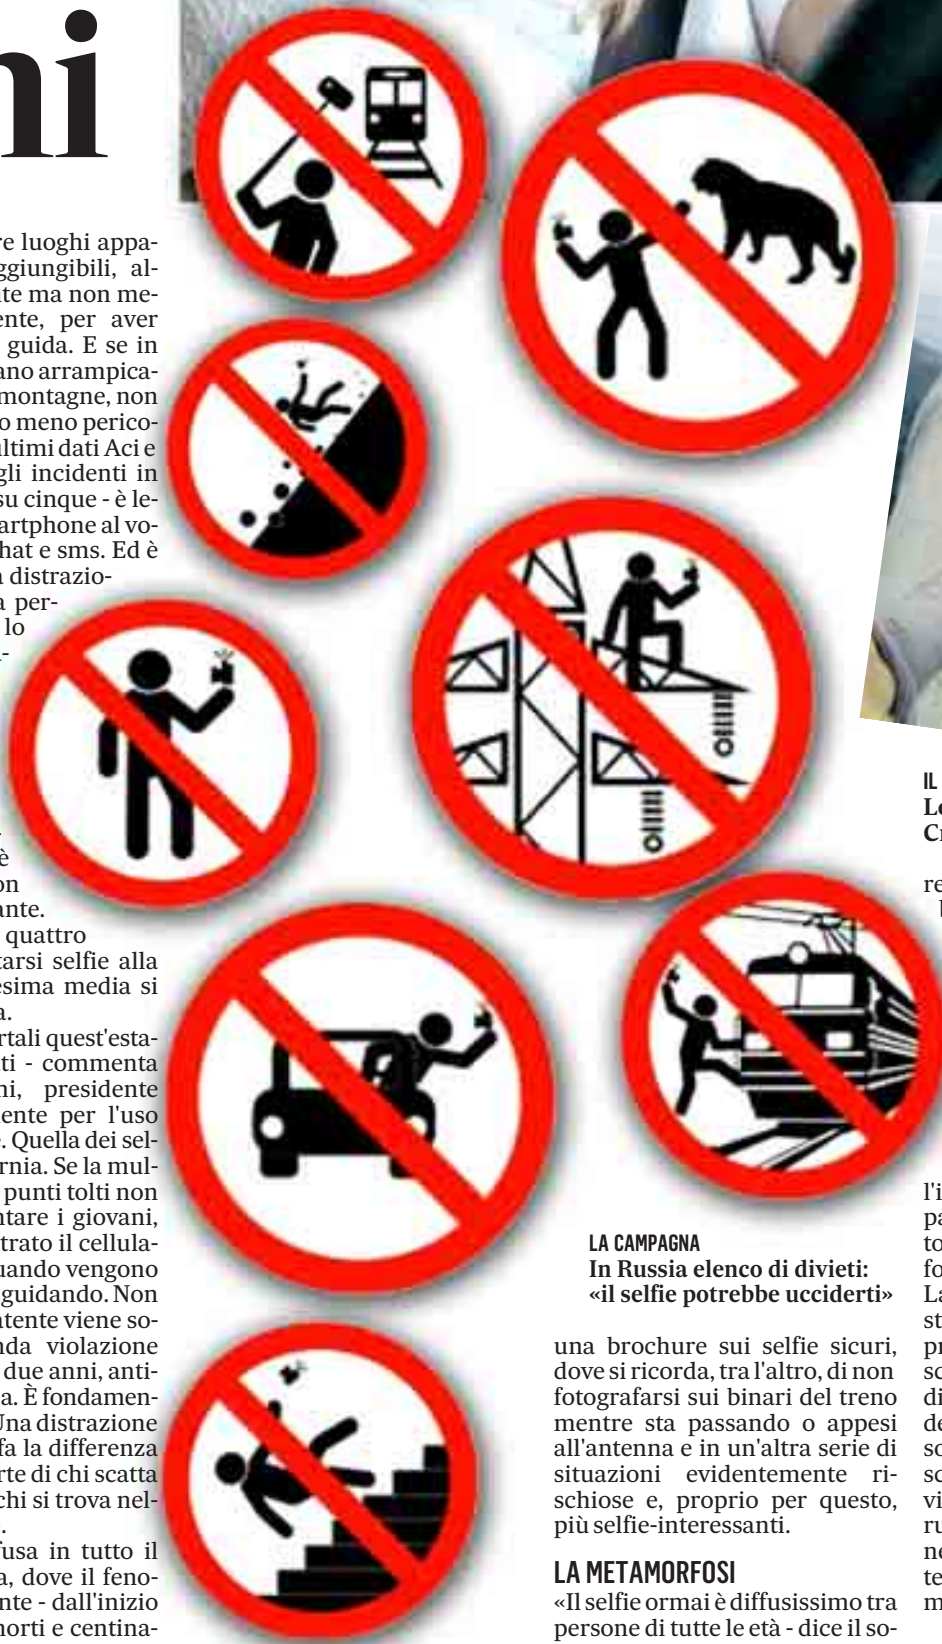 ni
re luoghi appa-
ggiungibili, al-
te ma non me-
ente, per aver
guida. E se in
ano arrampica-
montagne, non
o meno perico-
ltimi dati Aci e
gli incidenti in
su cinque - è le-
artphone al vo-
hat e sms. Ed è
distrazio-
a per-
lo
è
on
ante.
quattro
tarsi selfie alla
esima media si
a.
rtali quest'esta-
ti - commenta
ni, presidente
ente per l'uso
. Quella dei sel-
rnia. Se la mul-
punti tolti non
ntare i giovani,
trato il cellula-
uando vengono
guidando. Non
atente viene so-
nda violazione
due anni, anti-
a. È fondamen-
Una distrazione
fa la differenza
rte di chi scatta
chi si trova nel-
fusa in tutto il
a, dove il feno-
nte - dall'inizio
morti e centina-
LA CAMPAGNA
In Russia elenco di divieti:
«il selfie potrebbe ucciderti»
una brochure sui selfie sicuri,
dove si ricorda, tra l'altro, di non
fotografarsi sui binari del treno
mentre sta passando o appesi
all'antenna e in un'altra serie di
situazioni evidentemente ri-
schiose e, proprio per questo,
più selfie-interessanti.
LA METAMORFOSI
«Il selfie ormai è diffusissimo tra
persone di tutte le età - dice il so-
IL
Le
re
l'i
pa
to
fo
La
st
pr
sc
di
de
so
sc
vi
ru
ne
te
m